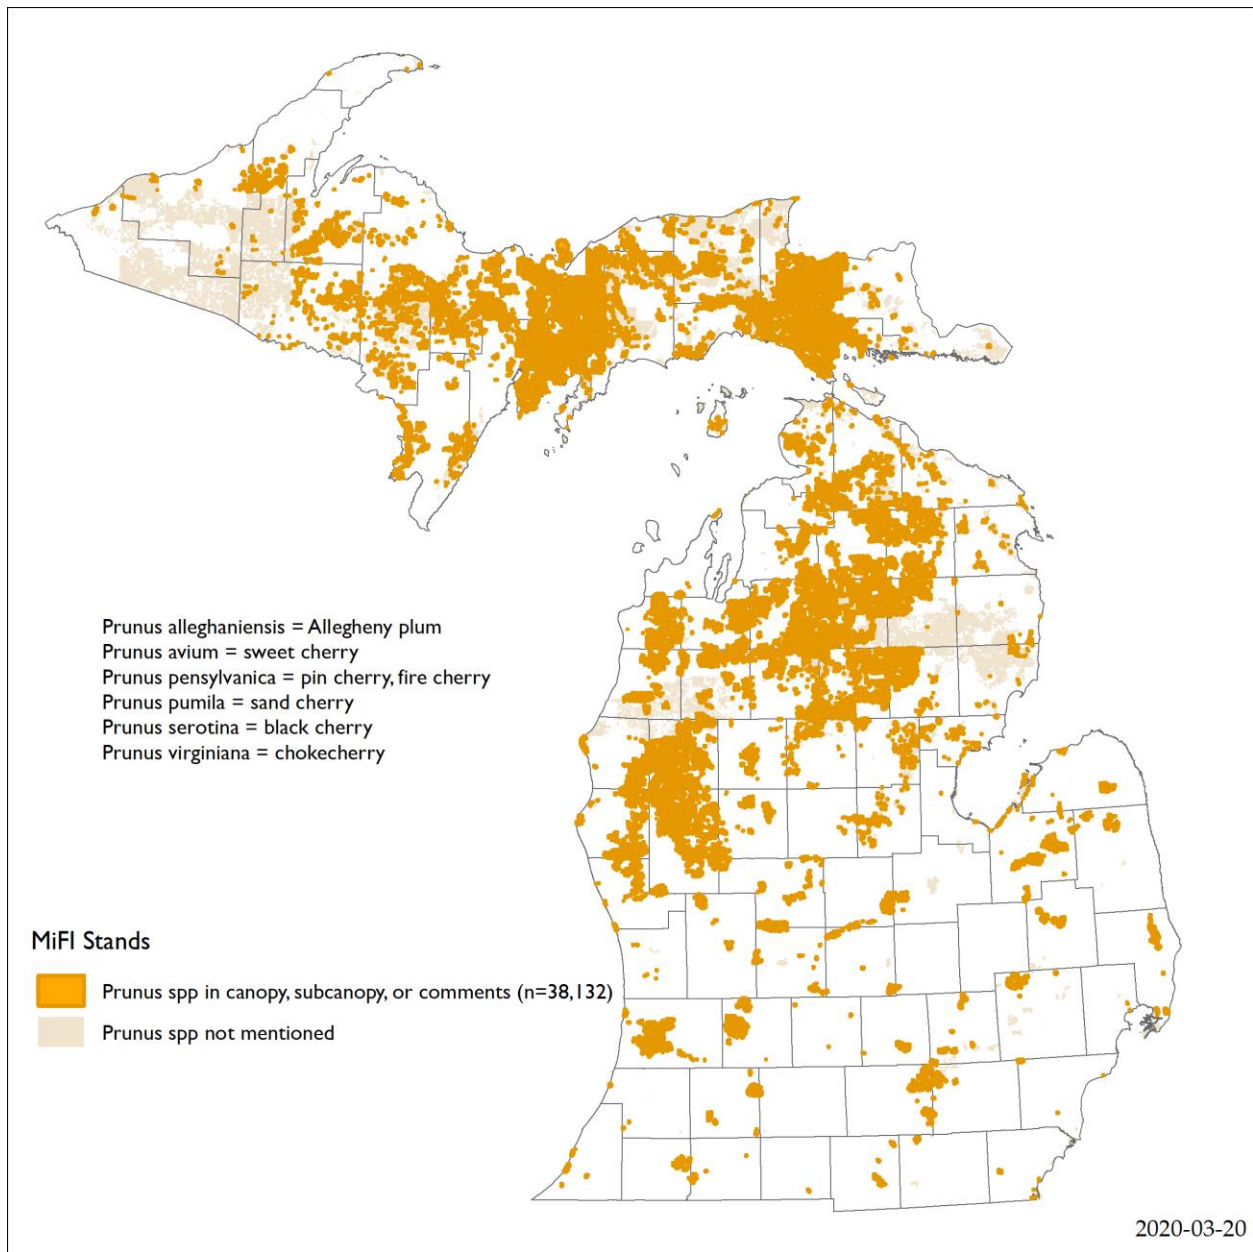 Prunus alleghaniensis = Allegheny plum
Prunus avium = sweet cherry
Prunus pensylvanica = pin cherry, fire cherry
Prunus pumila = sand cherry
Prunus serotina = black cherry
Prunus virginiana = chokecherry
MiFI Stands
Prunus spp in canopy, subcanopy, or comments (n=38,132)
Prunus spp not mentioned
2020-03-20